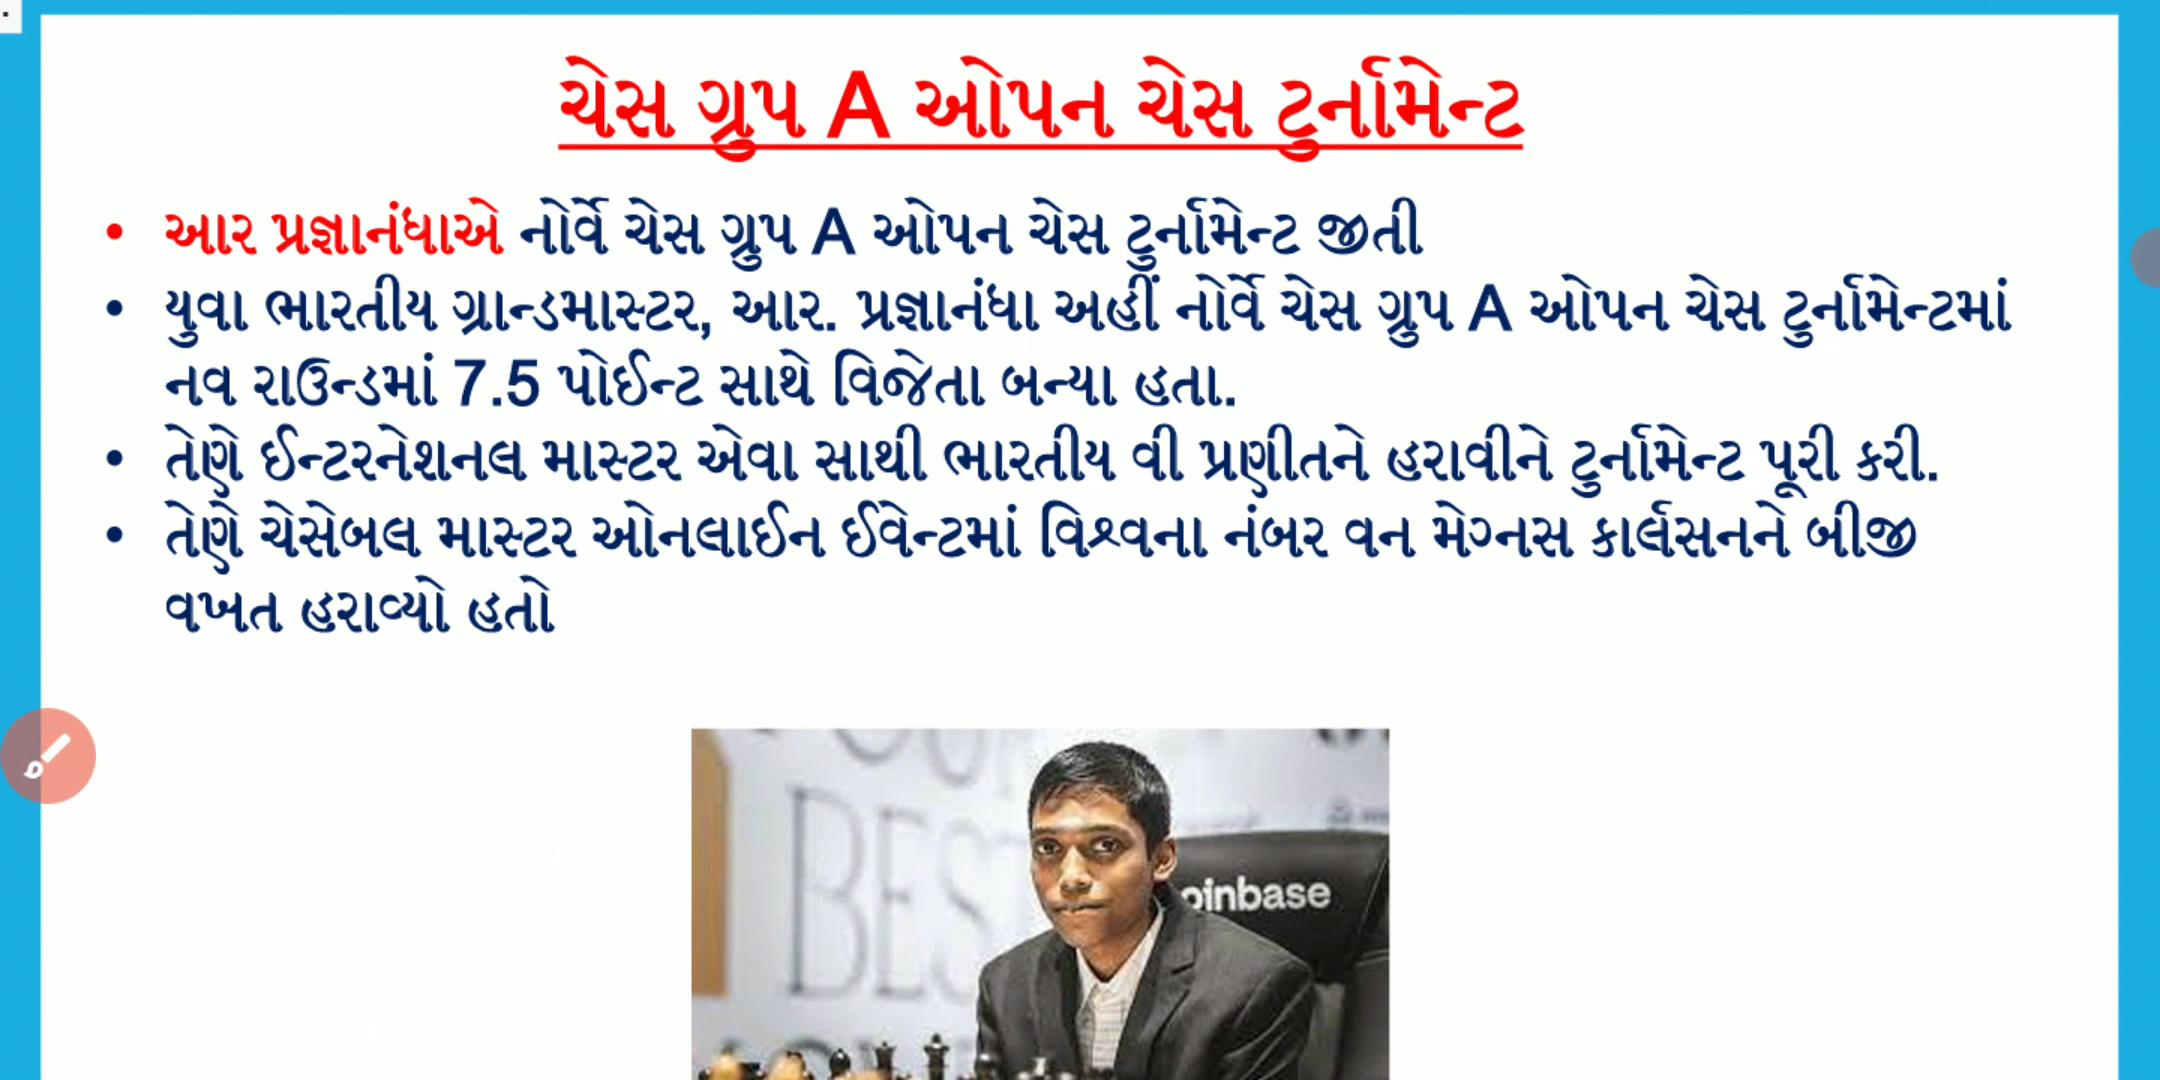 ચેસ ગ્રુપ A ઓપન ચેસ ટુર્નામેન્ટ
• આર પ્રજ્ઞાનંધાએ નોર્વે ચેસ ગ્રુપ A ઓપન ચેસ ટુર્નામેન્ટ જીતી
• યુવા ભારતીય ગ્રાન્ડમાસ્ટર, આર. પ્રજ્ઞાનંધા અહીં નોર્વે ચેસ ગ્રુપ A ઓપન ચેસ ટુર્નામેન્ટમાં
નવ રાઉન્ડમાં 7.5 પોઈન્ટ સાથે વિજેતા બન્યા હતા.
• તેણે ઈન્ટરનેશનલ માસ્ટર એવા સાથી ભારતીય વી પ્રણીતને હરાવીને ટુર્નામેન્ટ પૂરી કરી.
• તેણે ચેસેબલ માસ્ટર ઓનલાઈન ઈવેન્ટમાં વિશ્વના નંબર વન મેગ્નસ કાર્લસનને બીજી
વખત હરાવ્યો હતો
BES
oinbase